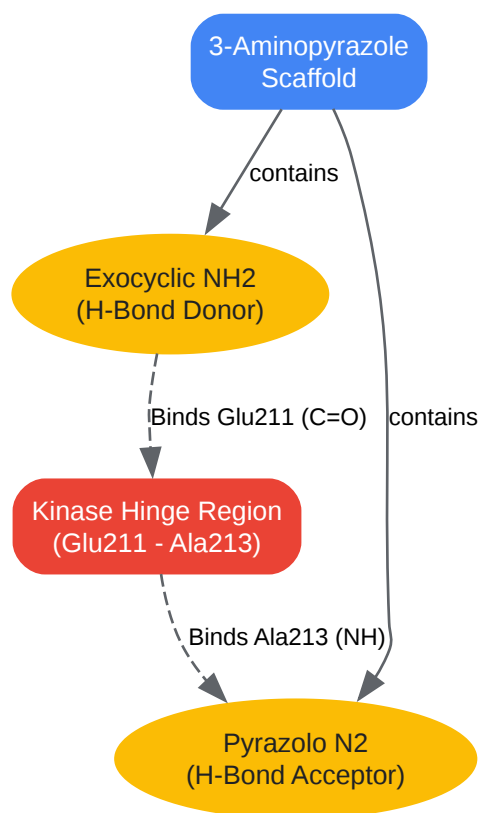 3-Aminopyrazole
Scaffold
contains
Exocyclic NH2
(H-Bond Donor)
Binds Glu211 (C=O)
contains
Kinase Hinge Region
(Glu211 - Ala213)
Binds Ala213 (NH)
Pyrazolo N2
(H-Bond Acceptor)